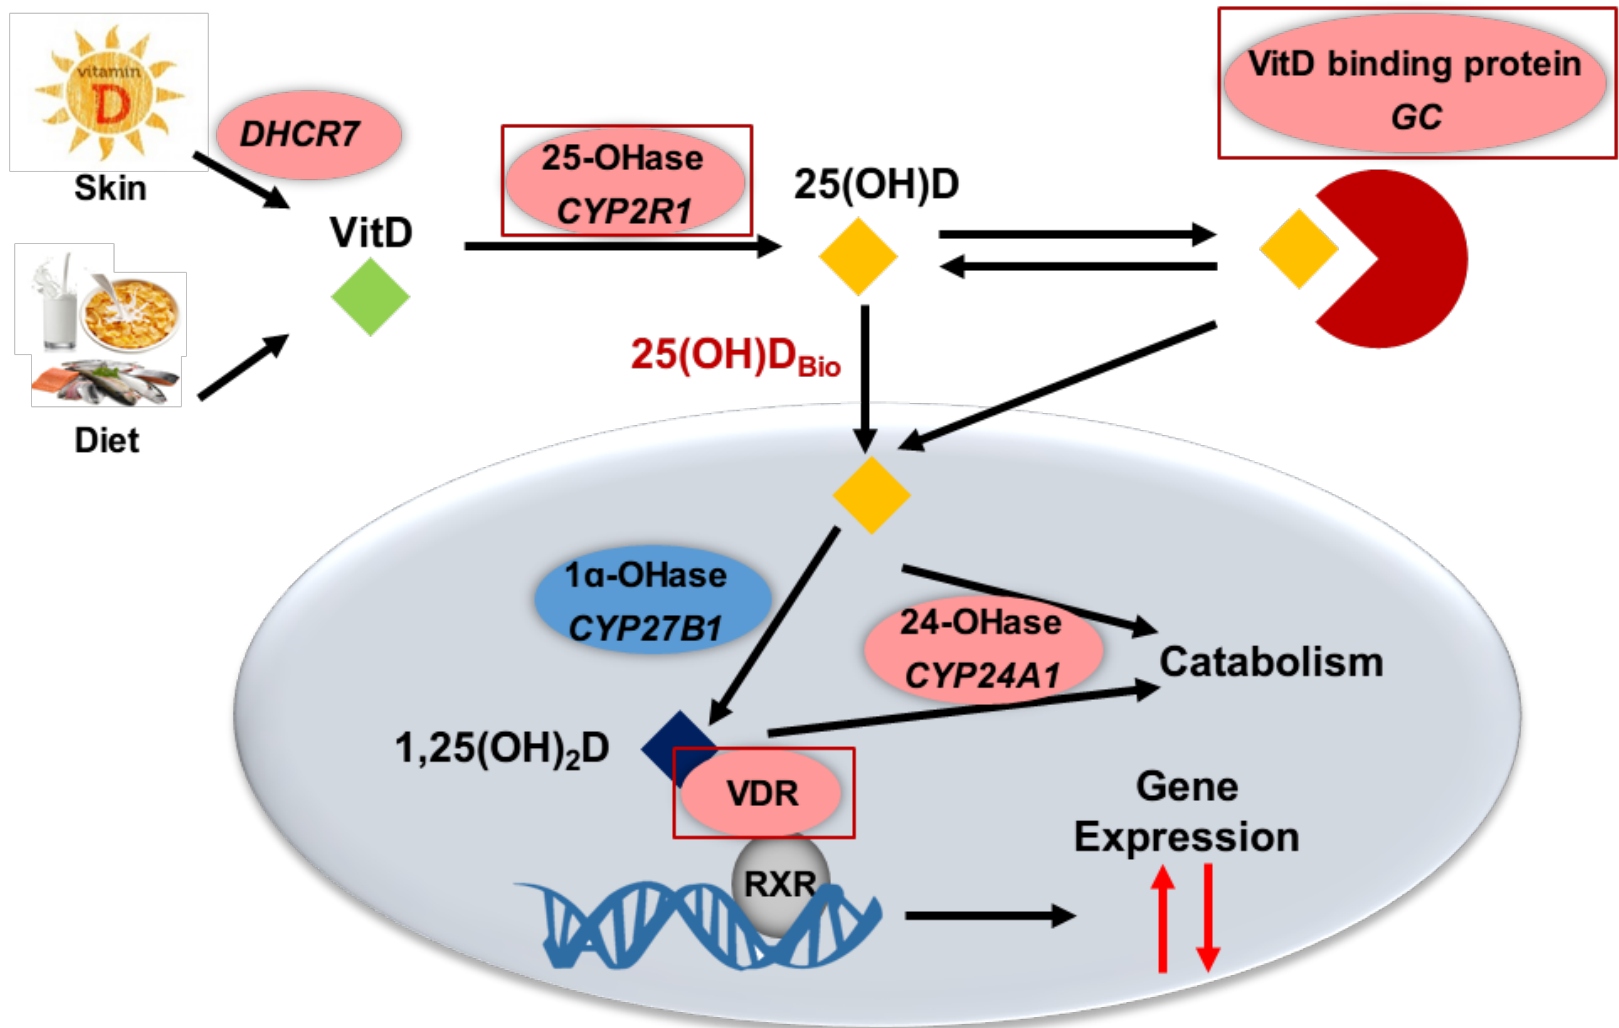 vitamin
D
Skin
DHCR7
Diet
VitD
25-OHase
CYP2R1
25(OH)D
VitD binding protein
GC
25(OH)D_Bio
1α-OHase
CYP27B1
24-OHase
CYP24A1
Catabolism
1,25(OH)₂D
VDR
RXR
Gene
Expression